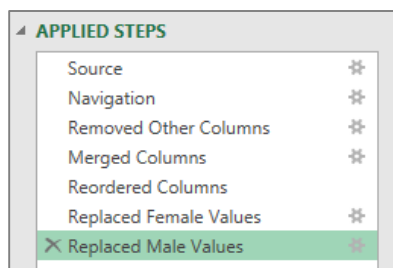 APPLIED STEPS
Source
Navigation
Removed Other Columns
Merged Columns
Reordered Columns
Replaced Female Values
Replaced Male Values